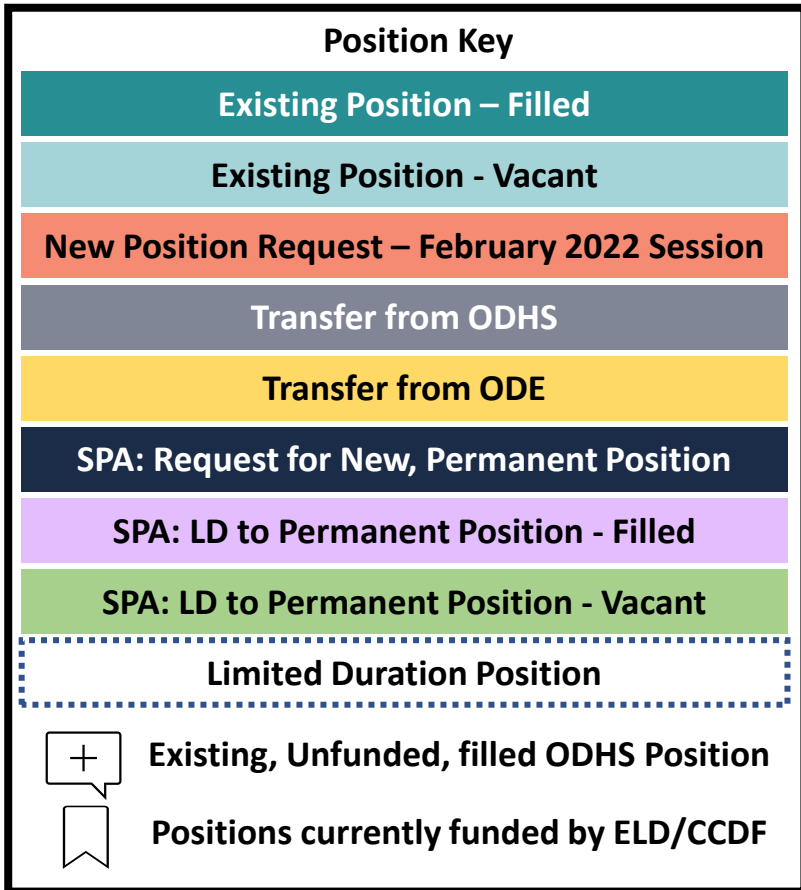 Position Key
Existing Position – Filled
Existing Position - Vacant
New Position Request – February 2022 Session
Transfer from ODHS
Transfer from ODE
SPA: Request for New, Permanent Position
SPA: LD to Permanent Position - Filled
SPA: LD to Permanent Position - Vacant
Limited Duration Position
Existing, Unfunded, filled ODHS Position
Positions currently funded by ELD/CCDF